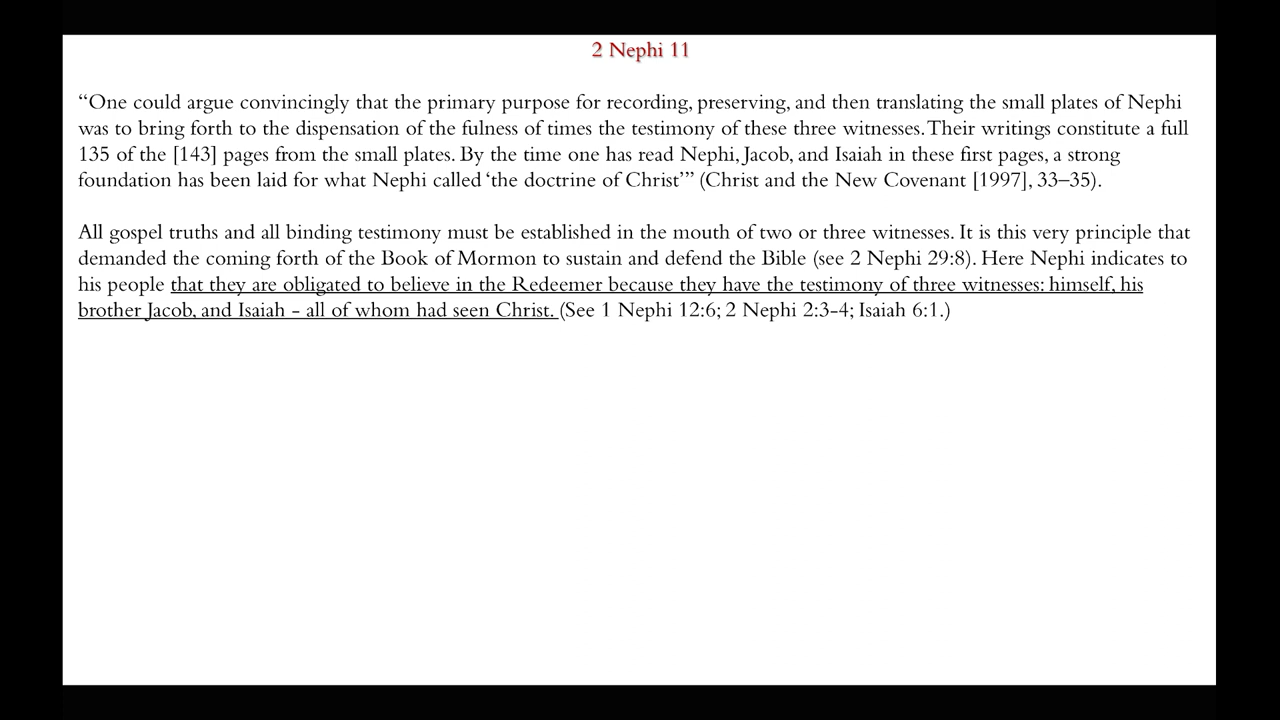 2 Nephi 11
“One could argue convincingly that the primary purpose for recording, preserving, and then translating the small plates of Nephi
was to bring forth to the dispensation of the fulness of times the testimony of these three witnesses. Their writings constitute a full
135 of the [143] pages from the small plates. By the time one has read Nephi, Jacob, and Isaiah in these first pages, a strong
foundation has been laid for what Nephi called ‘the doctrine of Christ’” (Christ and the New Covenant [1997], 33–35).
All gospel truths and all binding testimony must be established in the mouth of two or three witnesses. It is this very principle that
demanded the coming forth of the Book of Mormon to sustain and defend the Bible (see 2 Nephi 29:8). Here Nephi indicates to
his people that they are obligated to believe in the Redeemer because they have the testimony of three witnesses: himself, his
brother Jacob, and Isaiah - all of whom had seen Christ. (See 1 Nephi 12:6; 2 Nephi 2:3-4; Isaiah 6:1.)